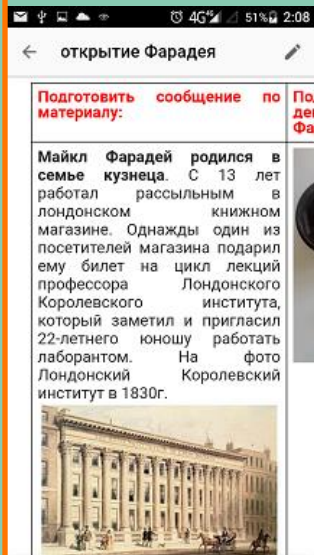 4G 51% 2:08
открытие Фарадея
Подготовить сообщение по
материалу:
Майкл Фарадей родился в
семье кузнеца. С 13 лет
работал рассыльным в
лондонском книжном
магазине. Однажды один из
посетителей магазина подарил
ему билет на цикл лекций
профессора Лондонского
Королевского института,
который заметил и пригласил
22-летнего юношу работать
лаборантом. На фото
Лондонский Королевский
институт в 1830г.